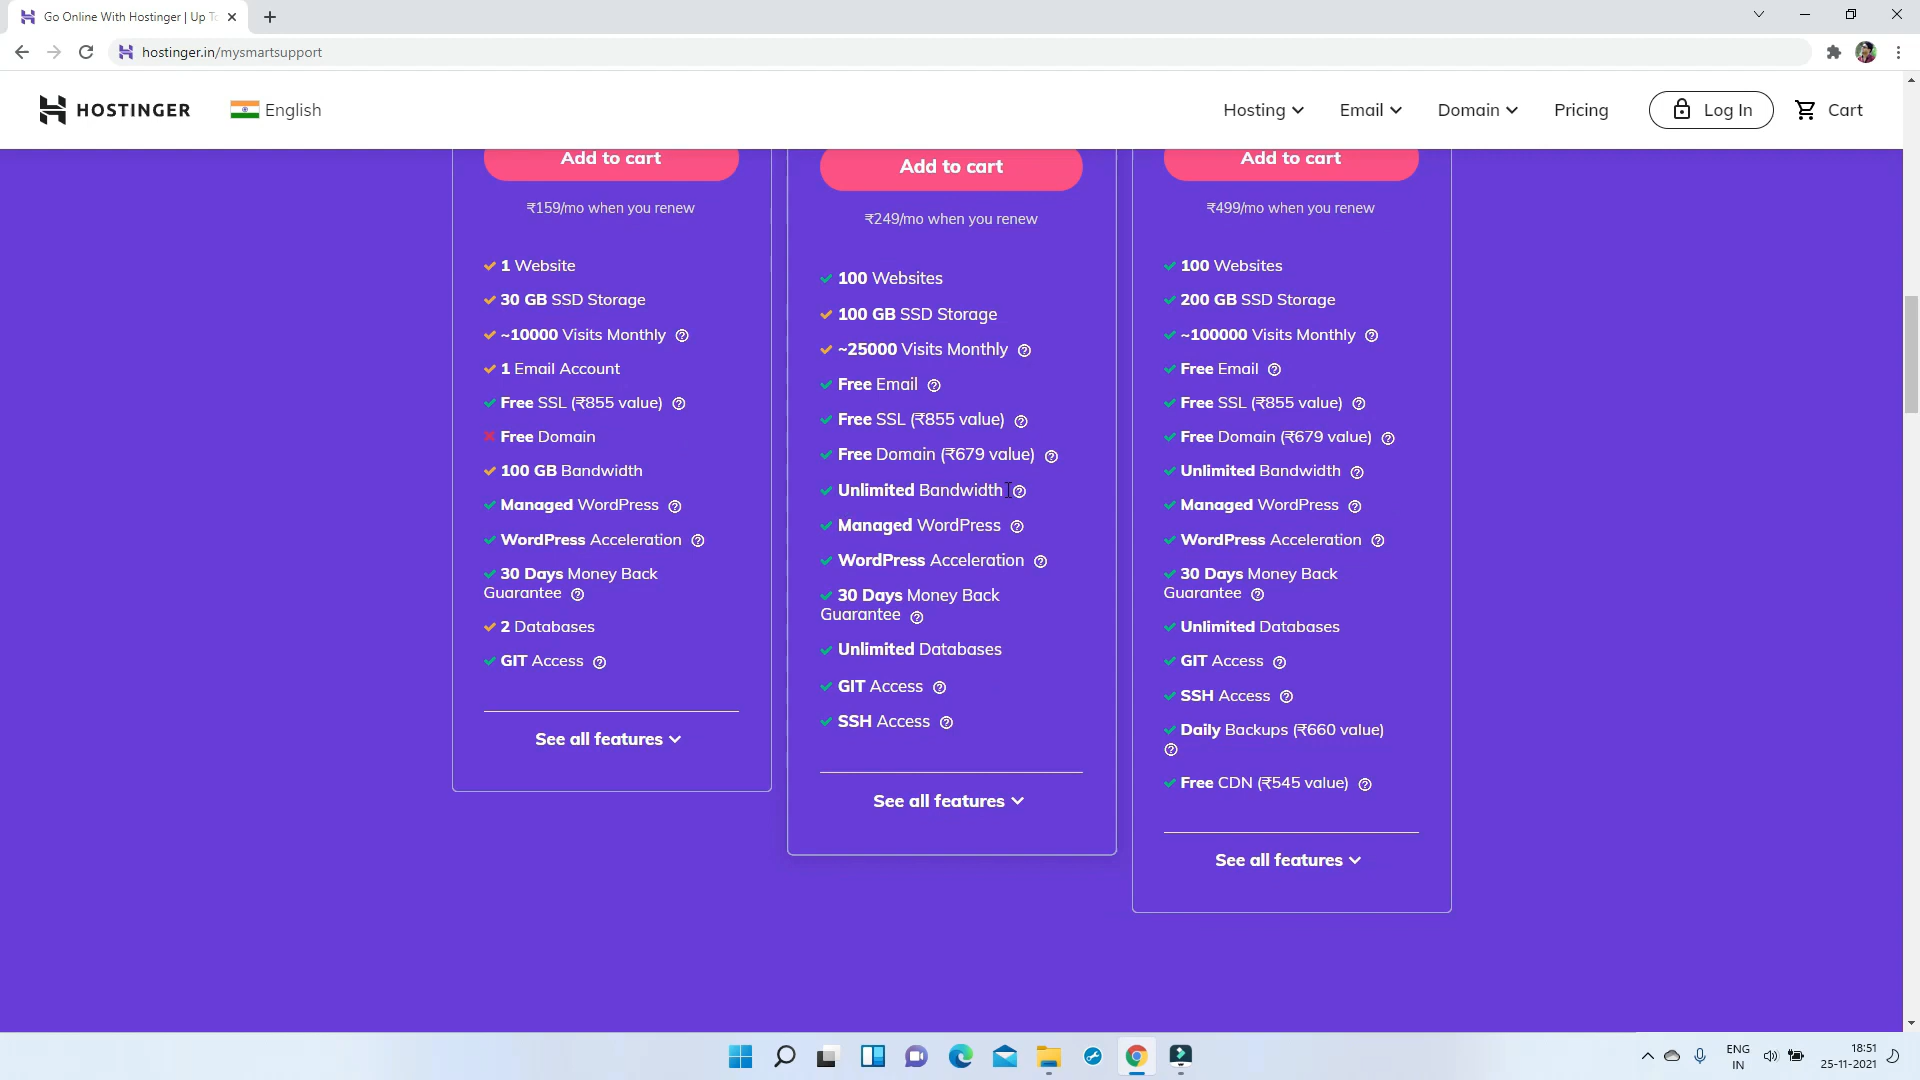 Go Online With Hostinger | Up To
hostinger.in/mysmartsupport
HOSTINGER
English
Hosting
Email
Domain
Pricing
Log In
Cart
Add to cart
₹159/mo when you renew
1 Website
30 GB SSD Storage
~10000 Visits Monthly
1 Email Account
Free SSL (₹855 value)
Free Domain
100 GB Bandwidth
Managed WordPress
WordPress Acceleration
30 Days Money Back
Guarantee
2 Databases
GIT Access
See all features
Add to cart
₹249/mo when you renew
100 Websites
100 GB SSD Storage
~25000 Visits Monthly
Free Email
Free SSL (₹855 value)
Free Domain (₹679 value)
Unlimited Bandwidth
Managed WordPress
WordPress Acceleration
30 Days Money Back
Guarantee
Unlimited Databases
GIT Access
SSH Access
See all features
Add to cart
₹499/mo when you renew
100 Websites
200 GB SSD Storage
~100000 Visits Monthly
Free Email
Free SSL (₹855 value)
Free Domain (₹679 value)
Unlimited Bandwidth
Managed WordPress
WordPress Acceleration
30 Days Money Back
Guarantee
Unlimited Databases
GIT Access
SSH Access
Daily Backups (₹660 value)
Free CDN (₹545 value)
See all features
ENG
IN
18:51
25-11-2021